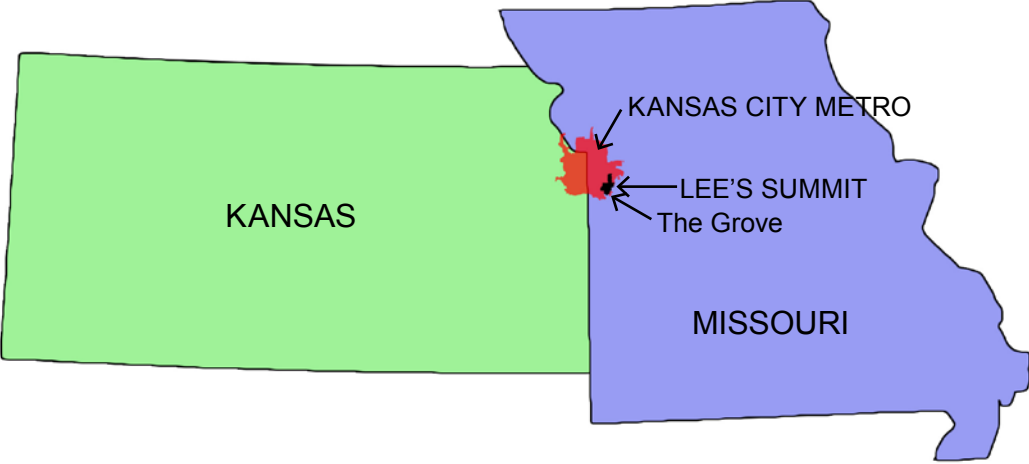 KANSAS CITY METRO
LEE’S SUMMIT
The Grove
KANSAS
MISSOURI